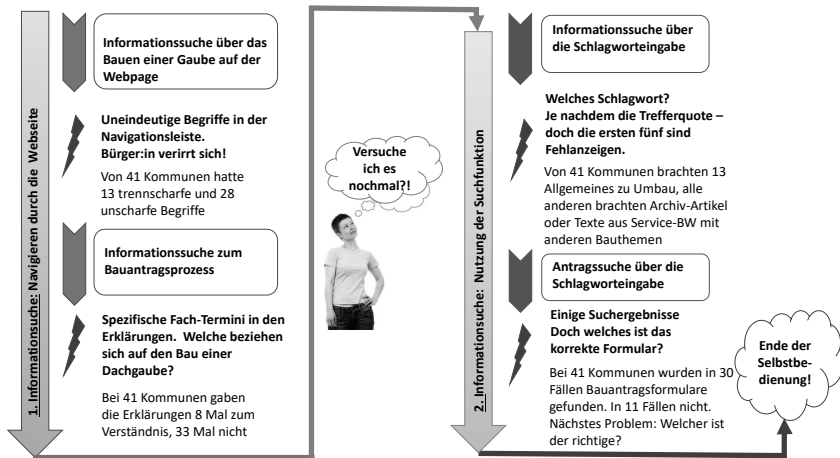 1. Informationsuche: Navigieren durch die Webseite
Informationssuche über das
Bauen einer Gaube auf der
Webpage
Uneindeutige Begriffe in der
Navigationsleiste.
Bürger:in verirrt sich!
Von 41 Kommunen hatte
13 trennscharfe und 28
unscharfe Begriffe
Informationssuche zum
Bauantragsprozess
Spezifische Fach-Termini in den
Erklärungen. Welche beziehen
sich auf den Bau einer
Dachgaube?
Bei 41 Kommunen gaben
die Erklärungen 8 Mal zum
Verständnis, 33 Mal nicht
Versuche
ich es
nochmal?!
2. Informationsuche: Nutzung der Suchfunktion
Informationssuche über
die Schlagworteingabe
Welches Schlagwort?
Je nachdem die Trefferquote –
doch die ersten fünf sind
Fehlanzeigen.
Von 41 Kommunen brachten 13
Allgemeines zu Umbau, alle
anderen brachten Archiv-Artikel
oder Texte aus Service-BW mit
anderen Bauthemen
Antragssuche über die
Schlagworteingabe
Einige Suchergebnisse
Doch welches ist das
korrekte Formular?
Bei 41 Kommunen wurden in 30
Fällen Bauantragsformulare
gefunden. In 11 Fällen nicht.
Nächstes Problem: Welcher ist
der richtige?
Ende der
Selbstbe-
dienung!